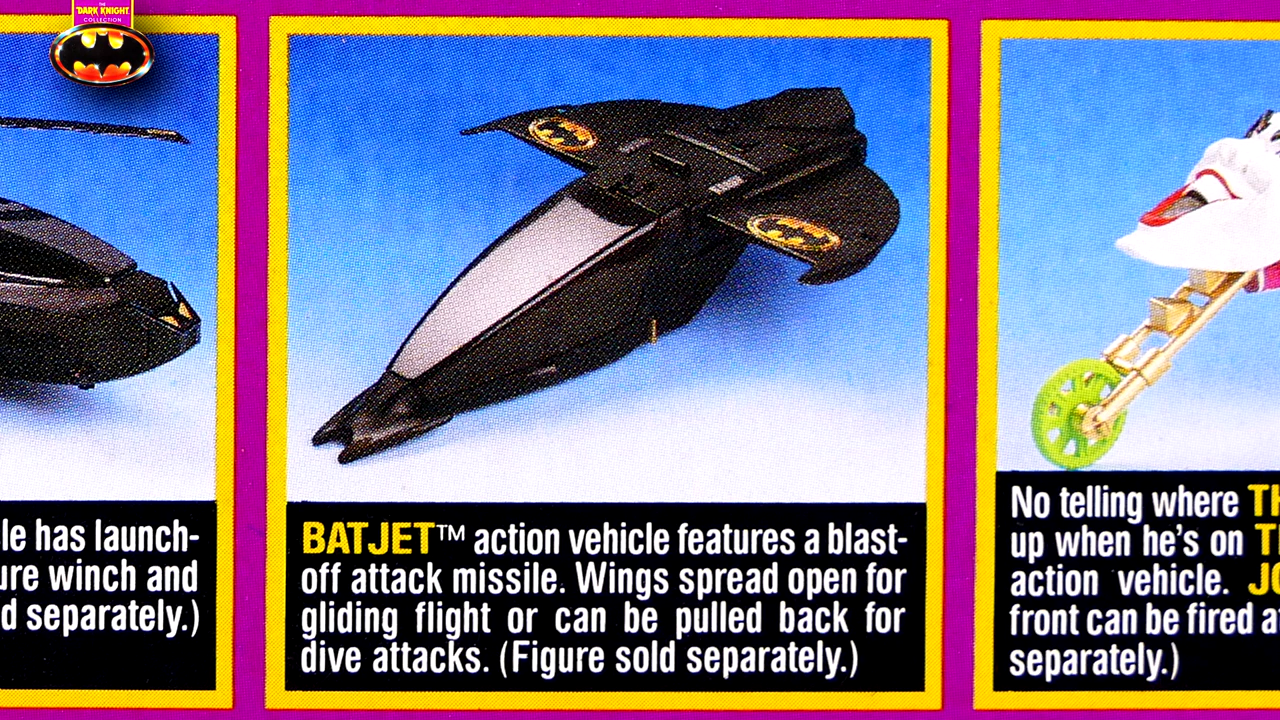 THE
DARK KNIGHT
COLLECTION
le has launch-
ure winch and
d separately.)
BATJET™ action vehicle features a blast-
off attack missile. Wings spread open for
gliding flight or can be pulled back for
dive attacks. (Figure sold separately.)
No telling where
up when he's on
action vehicle.
front can be fired
separately.)